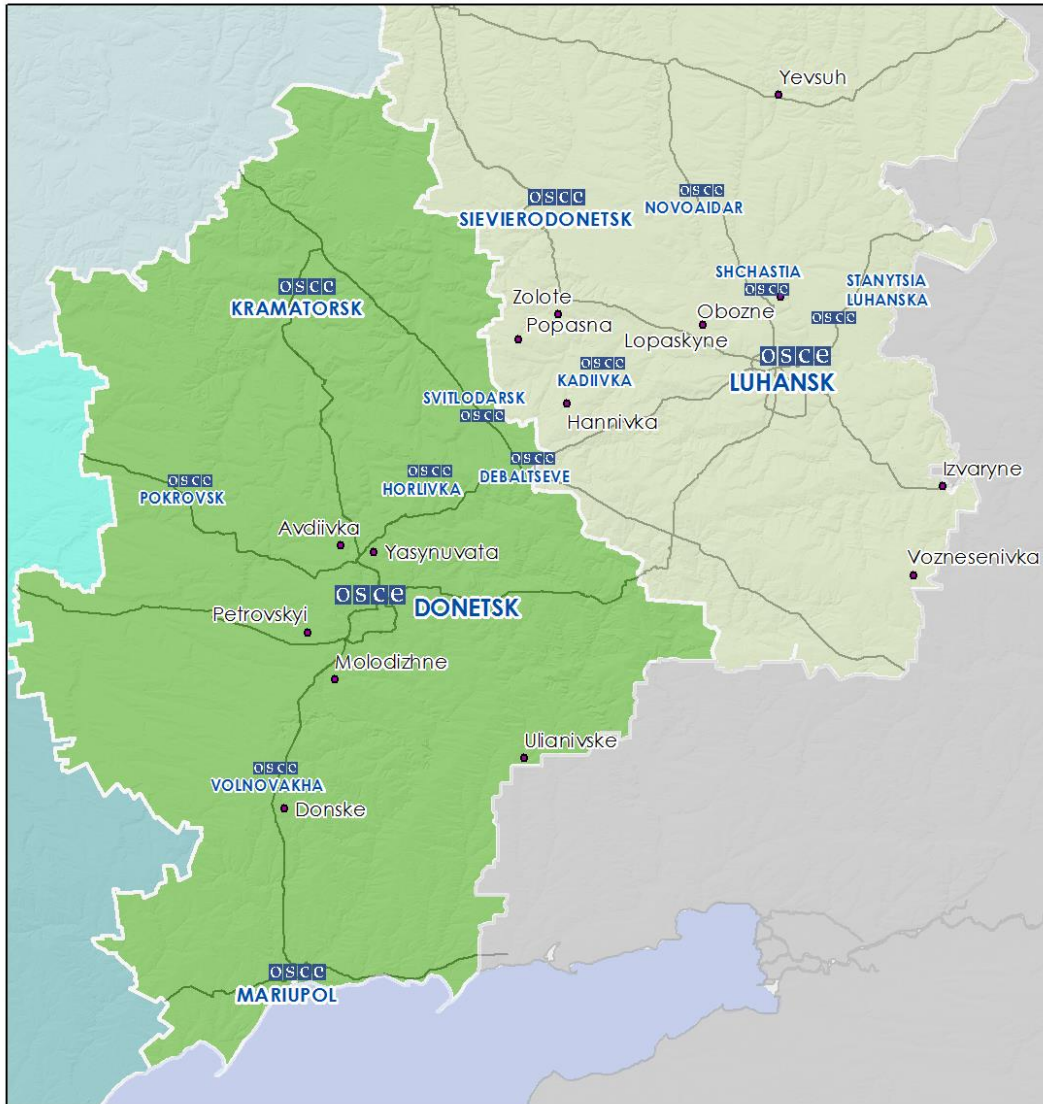 Yevsuh
osce
SIEVIERODONETSK
osce
NOVOAIDAR
SHCHASTIA
osce
STANYTSIA
LUHANSKA
osce
osce
KRAMATORSK
Zolote
Popasna
Obozne
Lopaskyne
osce
LUHANSK
osce
KADIIVKA
SVITLODARSK
osce
Hannivka
osce
DEBALTSEVE
osce
HORLIVKA
osce
POKROVSK
Izvaryne
Avdiivka
Yasynuvata
Voznesenivka
osce
DONETSK
Petrovskyi
Molodizhne
Ulianivske
osce
VOLNOVAKHA
Donske
osce
MARIUPOL